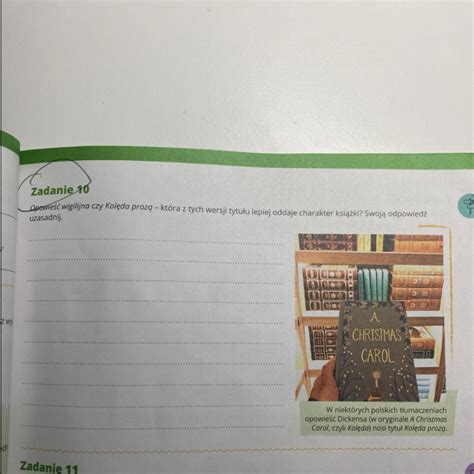 Zadanie 10
Opowieść wigilijna czy Kolęda prozą – która z tych wersji tytułu lepiej oddaje charakter książki? Swoją odpowiedź
uzasadnij.
A
CHRISTMAS
CAROL
W niektórych polskich tłumaczeniach
opowieść Dickensa (w oryginale A Christmas
Carol, czyli Kolęda) nosi tytuł Kolęda prozą.
Zadanie 11